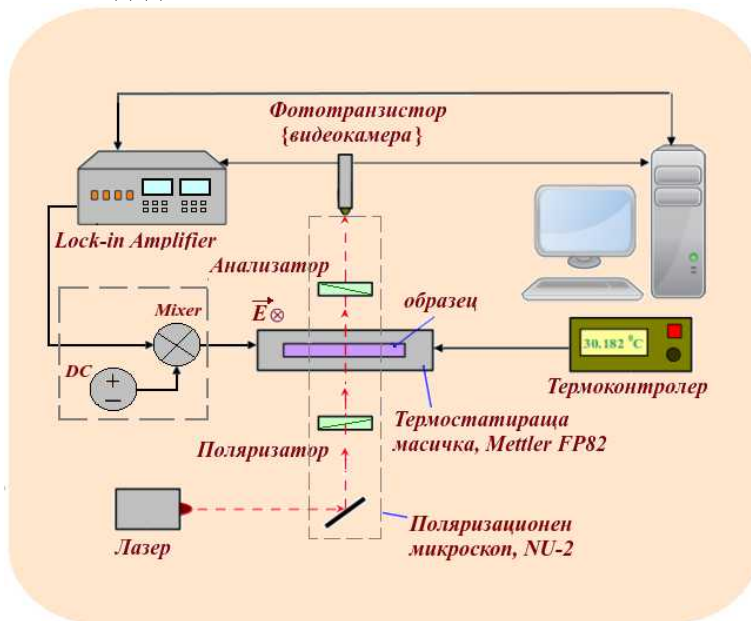 Фототранзистор
{видеокамера}
Lock-in Amplifier
Анализатор
образец
Mixer
E
DC
30.182 °C
Термоконтролер
Термостатираща
масичка, Mettler FP82
Поляризатор
Лазер
Поляризационен
микроскоп, NU-2